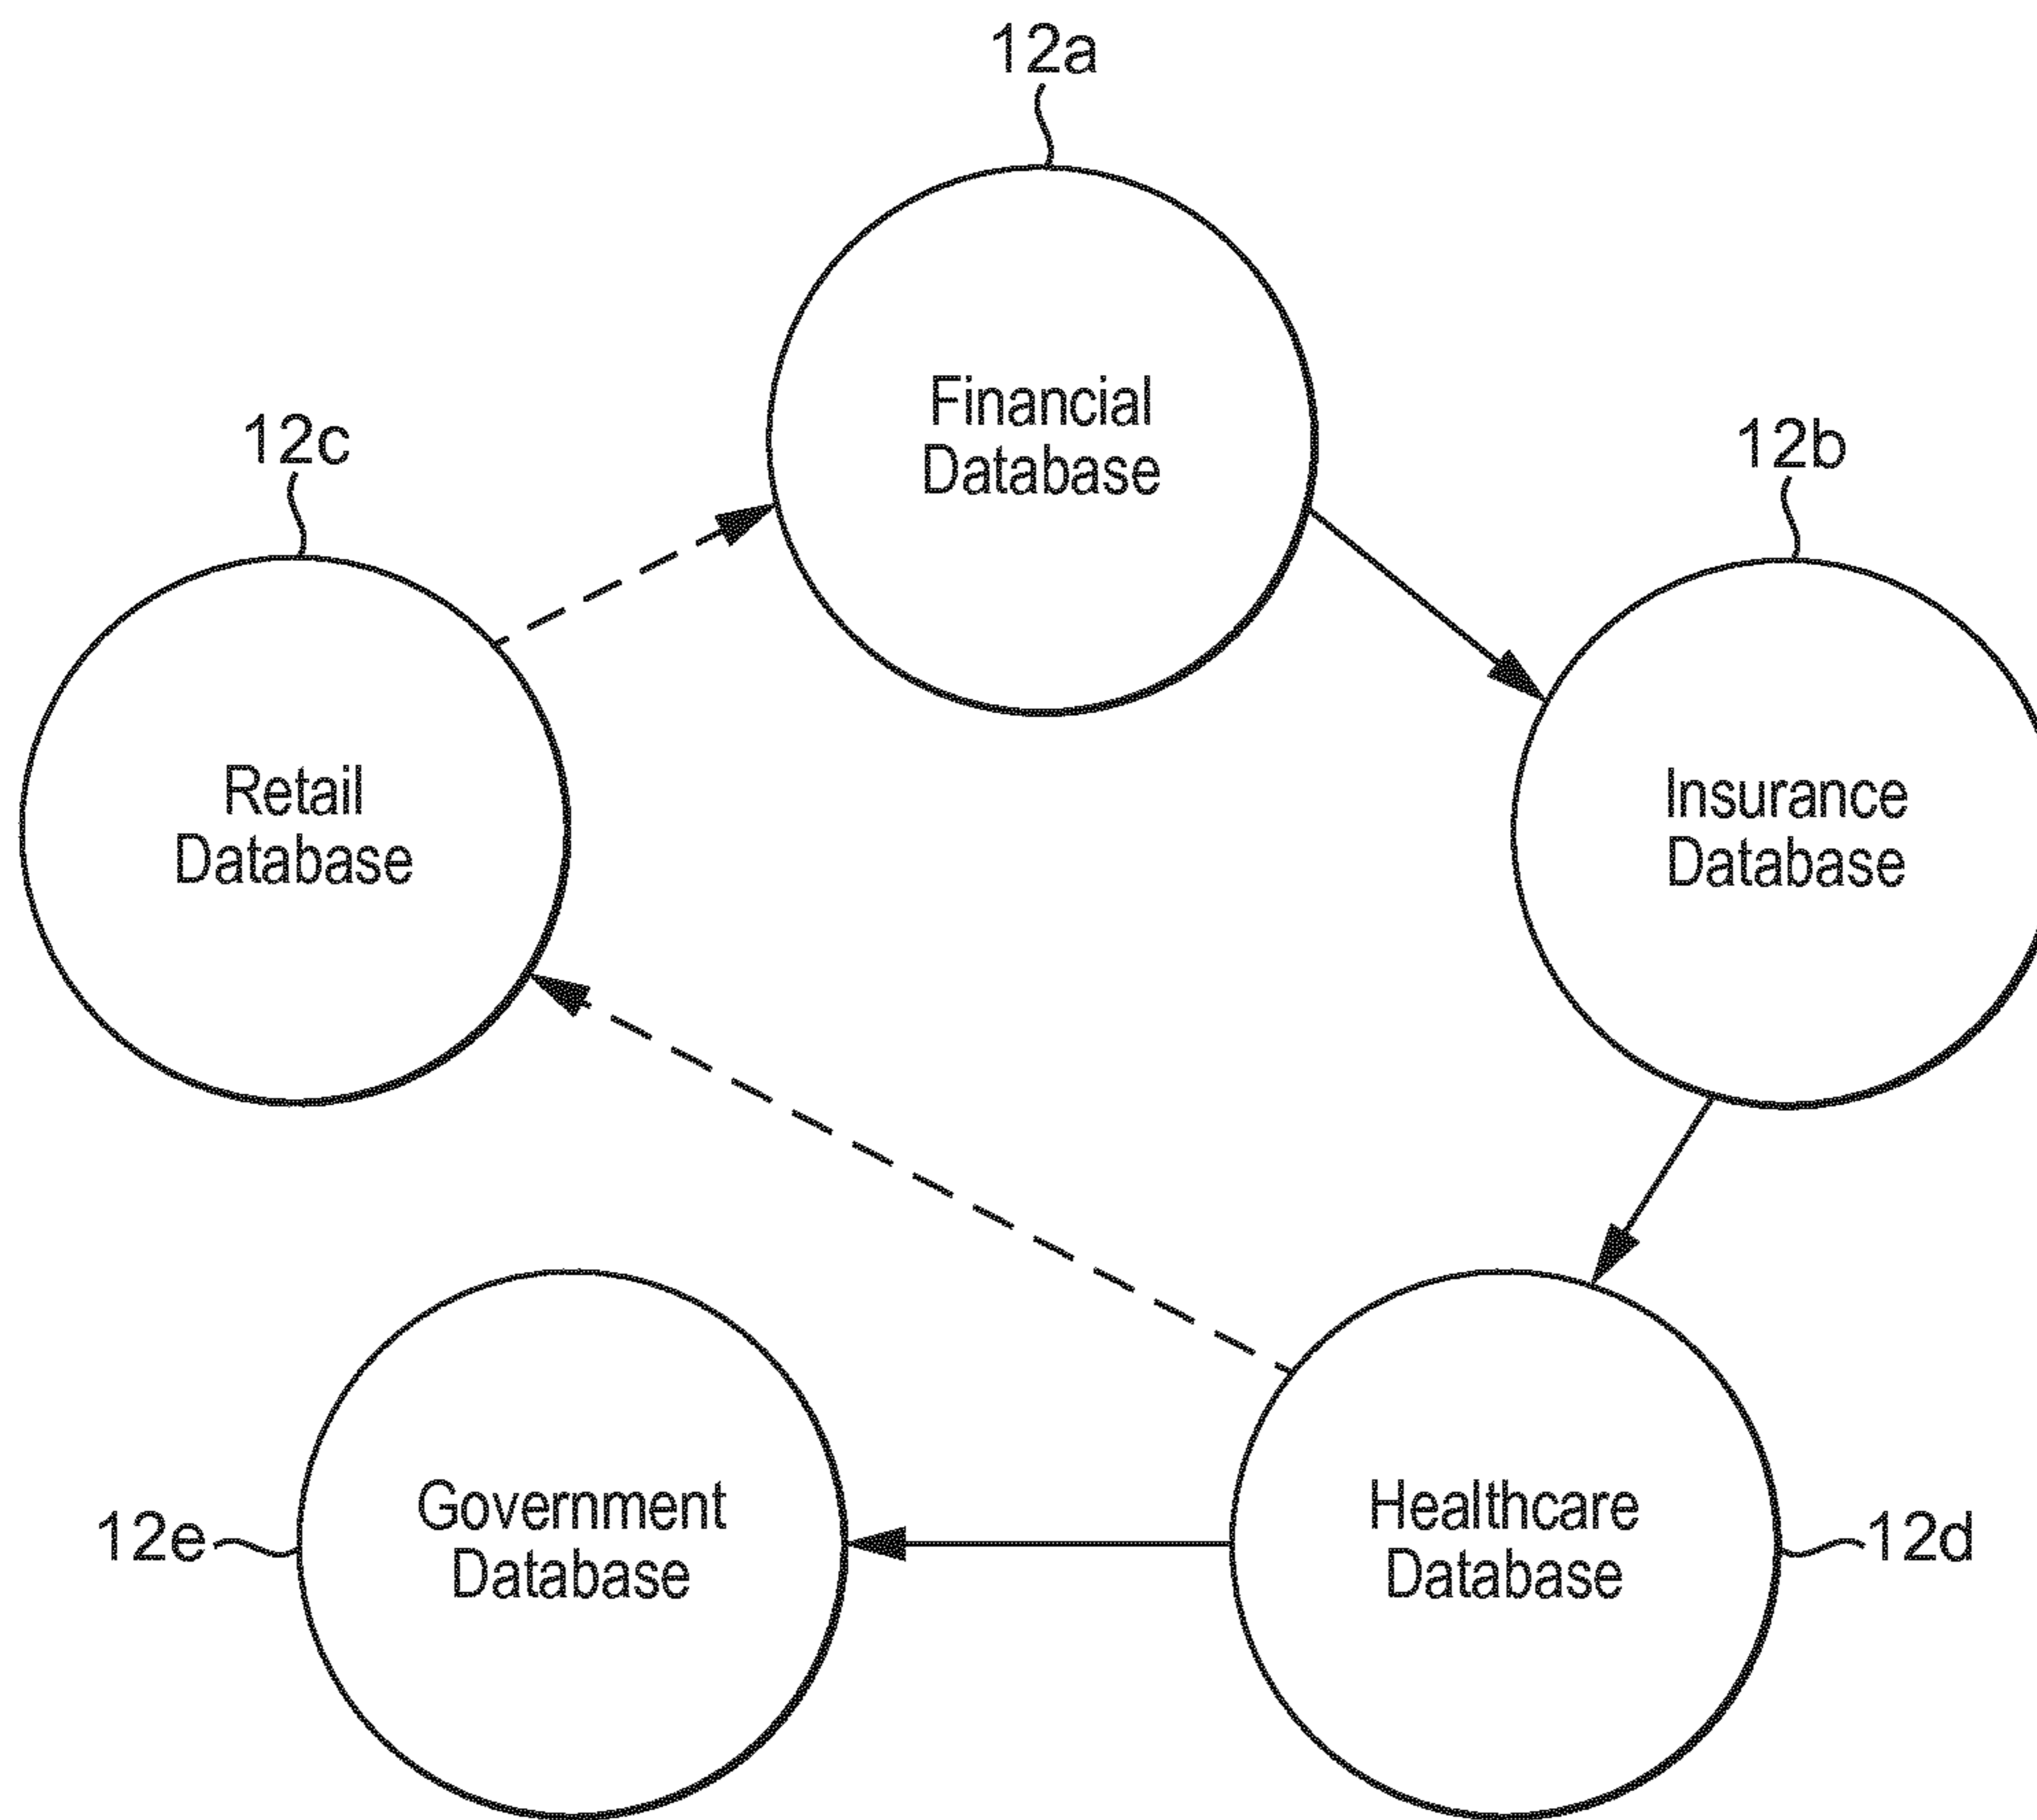 12a
Financial
Database
12c
12b
Retail
Database
Insurance
Database
Government
Database
12e
Healthcare
Database
12d